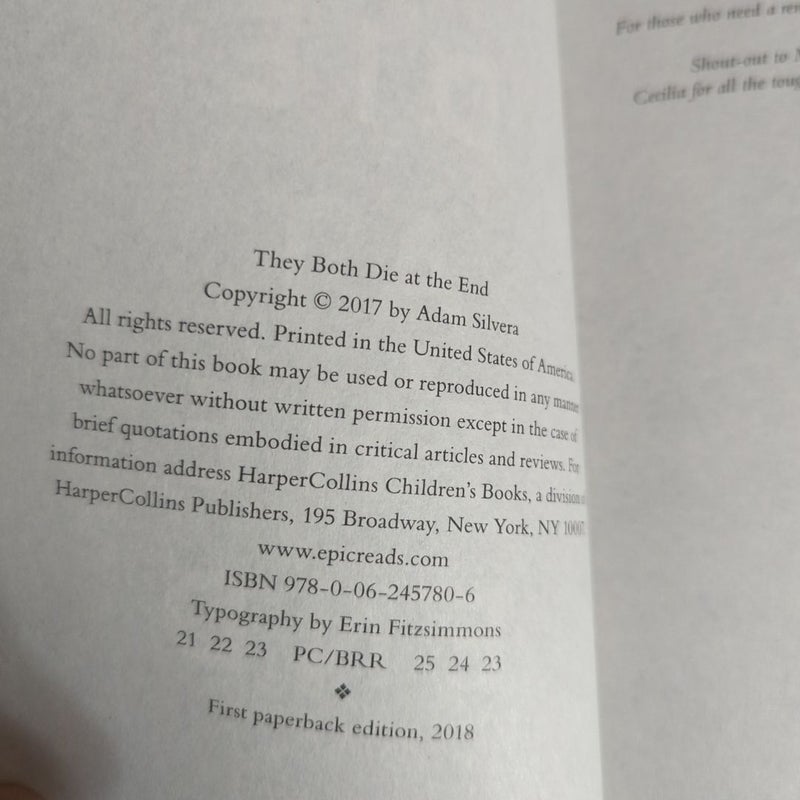 They Both Die at the End
Copyright © 2017 by Adam Silvera
All rights reserved. Printed in the United States of America.
No part of this book may be used or reproduced in any manner
whatsoever without written permission except in the case of
brief quotations embodied in critical articles and reviews. For
information address HarperCollins Children's Books, a division of
HarperCollins Publishers, 195 Broadway, New York, NY 10007.
www.epicreads.com
ISBN 978-0-06-245780-6
Typography by Erin Fitzsimmons
21 22 23 PC/BRR 25 24 23
❖
First paperback edition, 2018
For those who need a
Shout-out to
Cecilia for all the